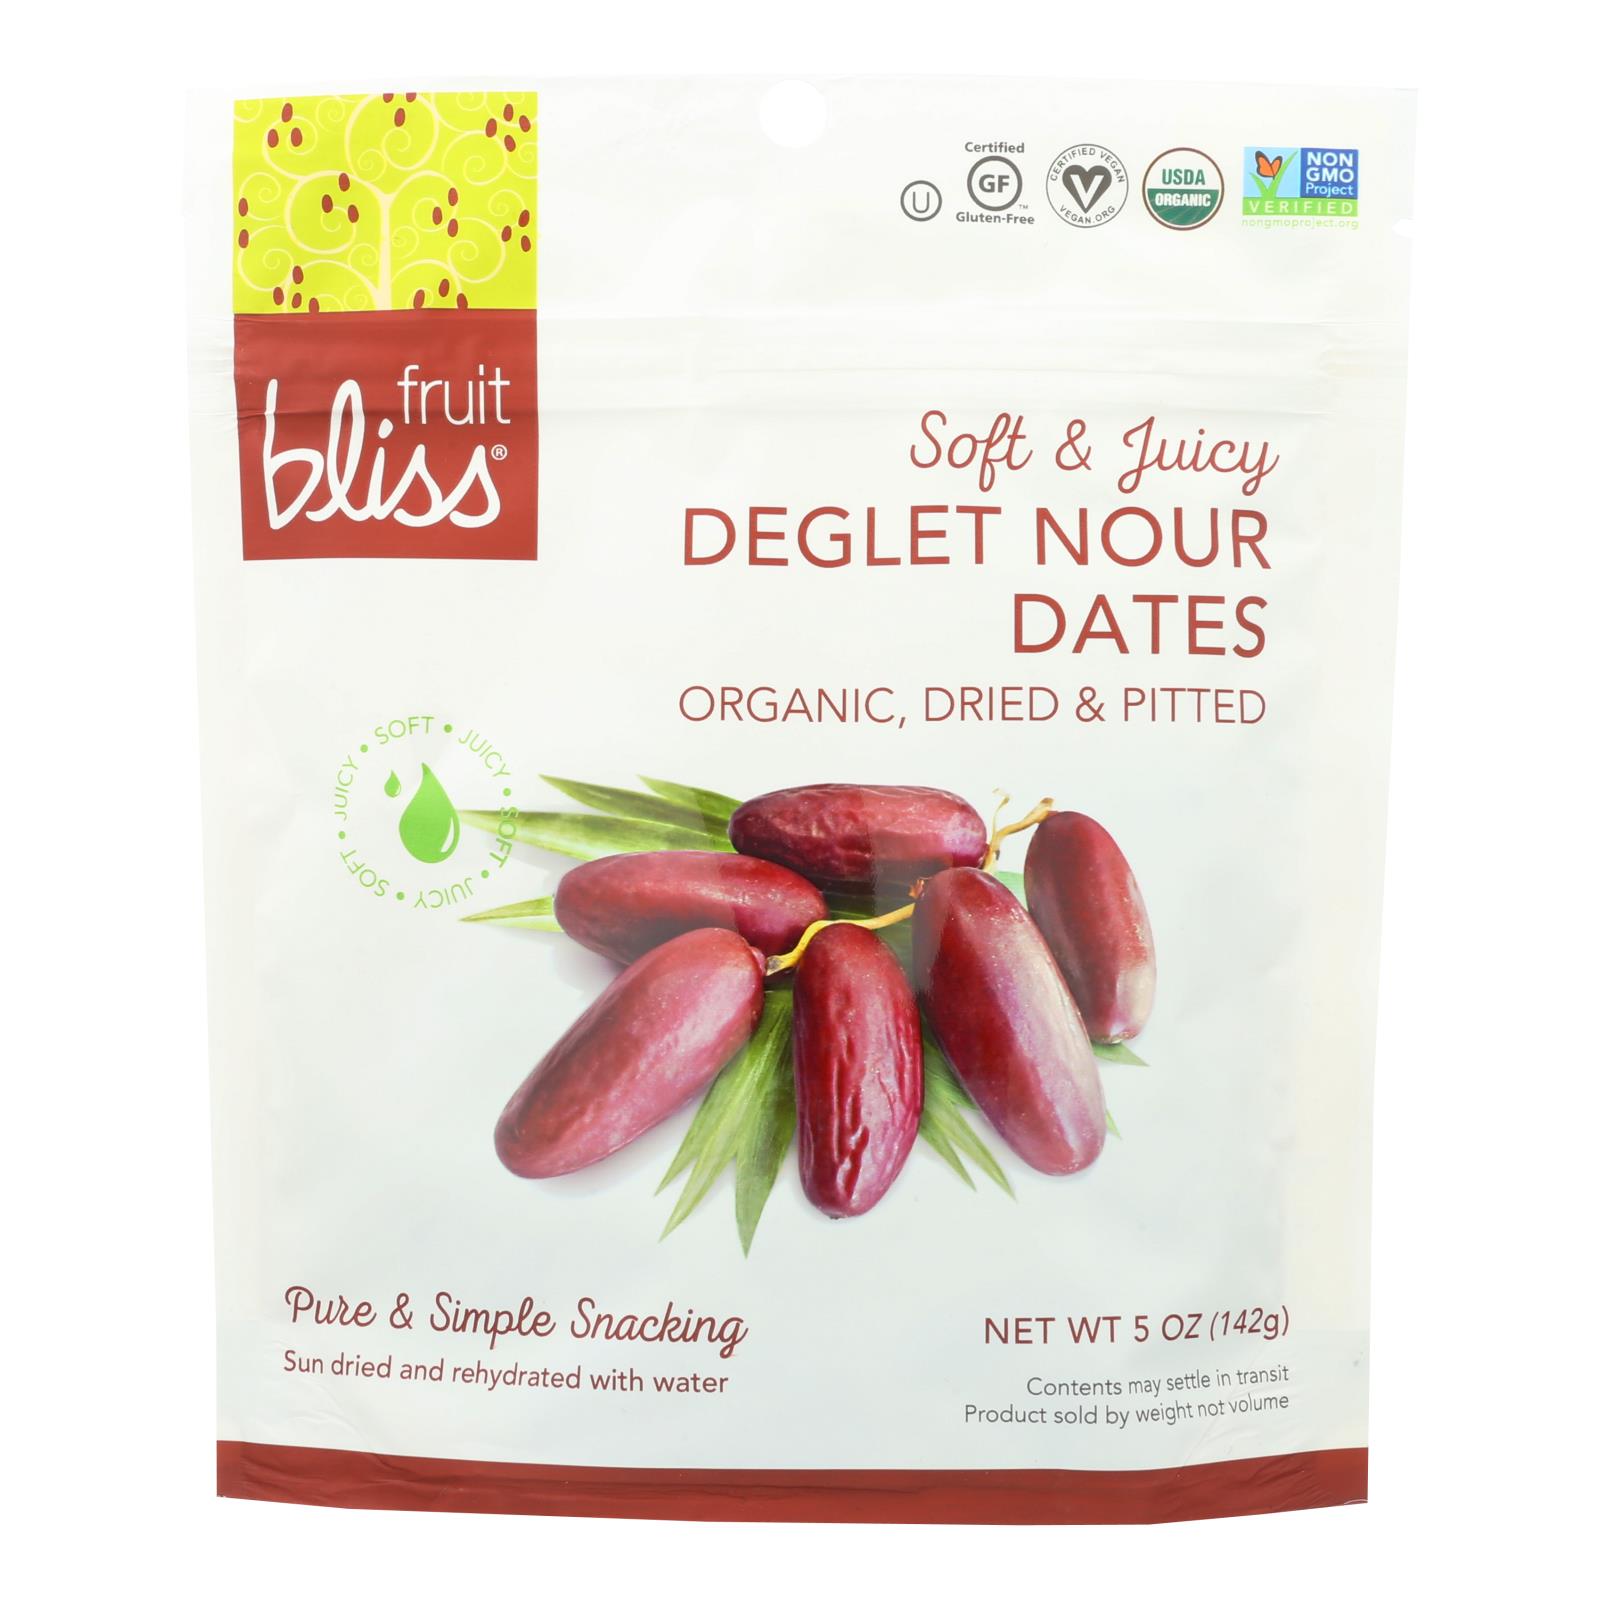 Certified
GF
™
Gluten-Free
U
CERTIFIED VEGAN
V
VEGAN.ORG
USDA
ORGANIC
NON
GMO
Project
VERIFIED
nongmoproject.org
fruit
bliss®
Soft & Juicy
DEGLET NOUR
DATES
ORGANIC, DRIED & PITTED
SOFT • JUICY • SOFT • JUICY • SOFT • JUICY •
Pure & Simple Snacking
Sun dried and rehydrated with water
NET WT 5 OZ (142g)
Contents may settle in transit
Product sold by weight not volume